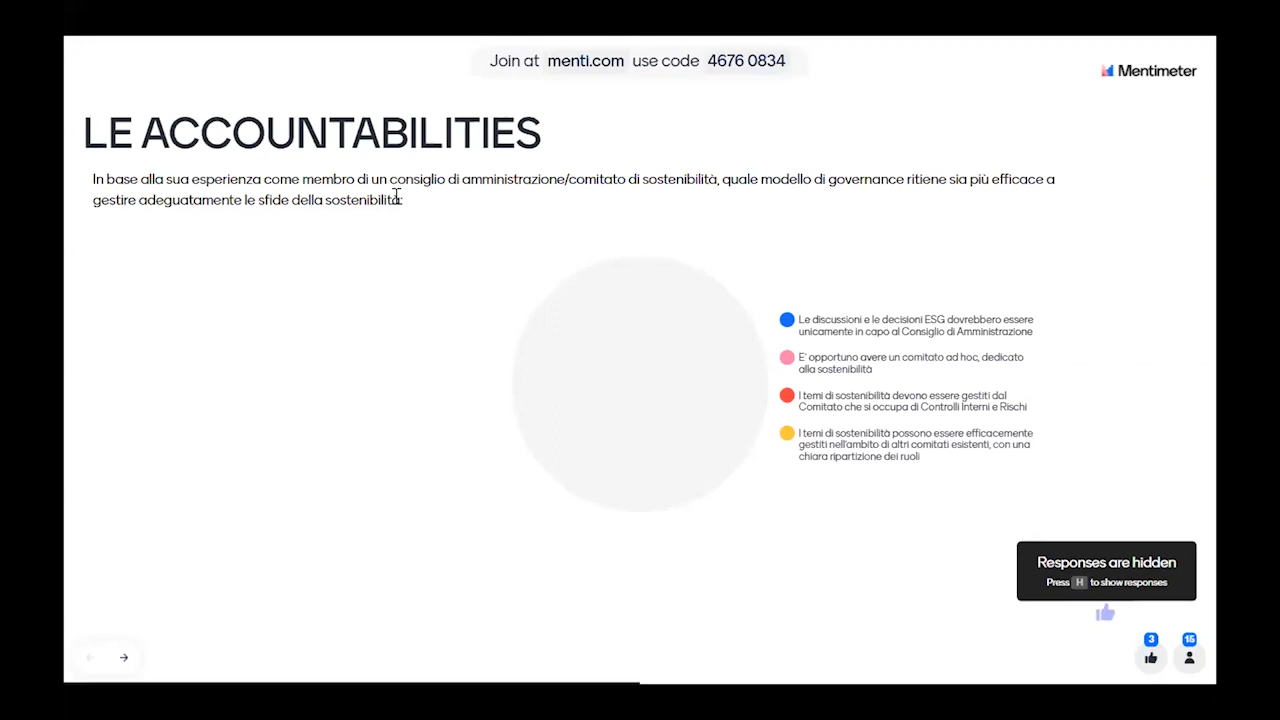 Join at menti.com use code 4676 0834
Mentimeter
LE ACCOUNTABILITIES
In base alla sua esperienza come membro di un consiglio di amministrazione/comitato di sostenibilità, quale modello di governance ritiene sia più efficace a
gestire adeguatamente le sfide della sostenibilità:
Le discussioni e le decisioni ESG dovrebbero essere
unicamente in capo al Consiglio di Amministrazione
E' opportuno avere un comitato ad hoc, dedicato
alla sostenibilità
I temi di sostenibilità devono essere gestiti dal
Comitato che si occupa di Controlli Interni e Rischi
I temi di sostenibilità possono essere efficacemente
gestiti nell'ambito di altri comitati esistenti, con una
chiara ripartizione dei ruoli
Responses are hidden
Press H to show responses
3
15